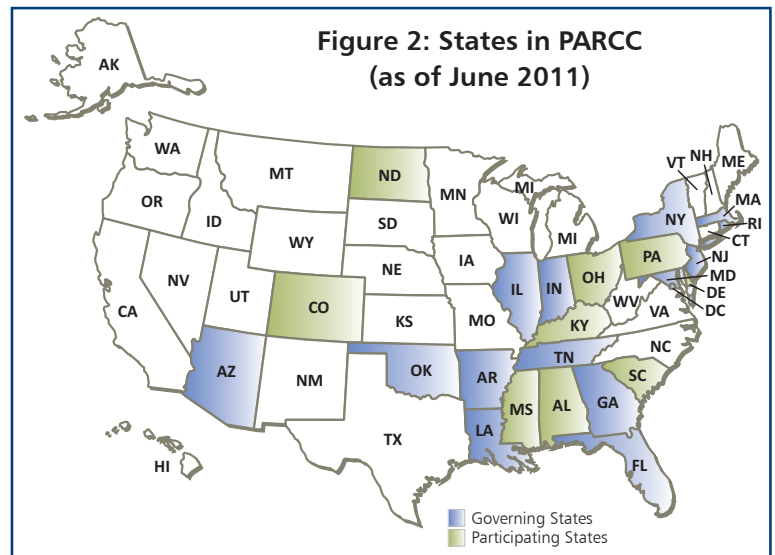 Figure 2: States in PARCC
(as of June 2011)
AK
WA
MT
ND
MN
MI
VT
NH
ME
OR
ID
SD
WI
MI
NY
MA
RI
CT
WY
NV
NE
IA
PA
NJ
MD
DE
DC
UT
IL
IN
OH
WV
VA
CA
CO
KS
MO
KY
NC
TN
AZ
NM
OK
AR
SC
MS
AL
GA
TX
LA
FL
HI
Governing States
Participating States